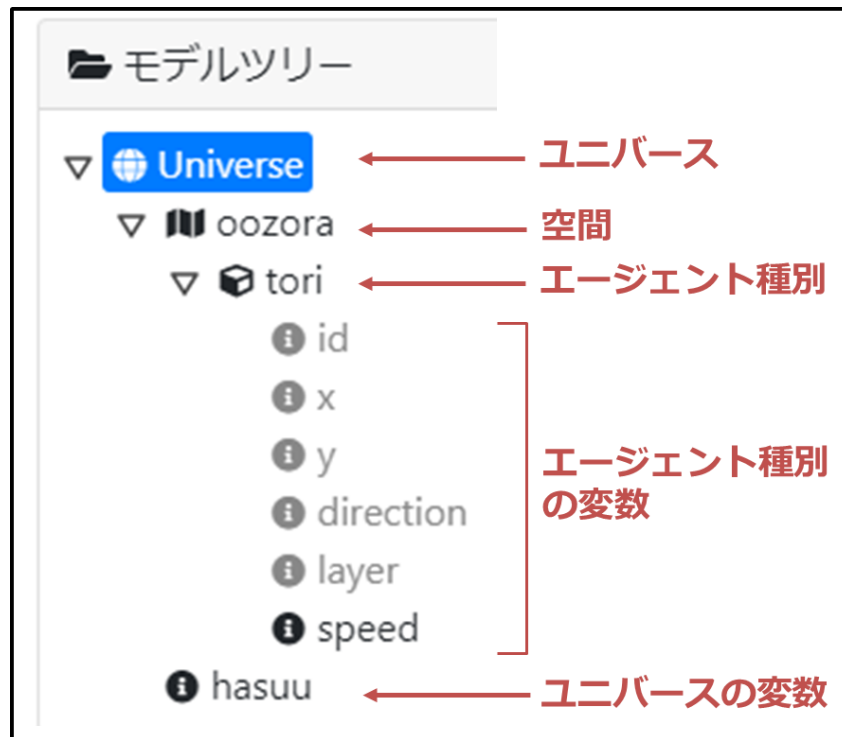 モデルツリー
Universe ユニバース
oozora 空間
tori エージェント種別
id
x
y
direction
layer
speed
エージェント種別
の変数
hasuu ユニバースの変数